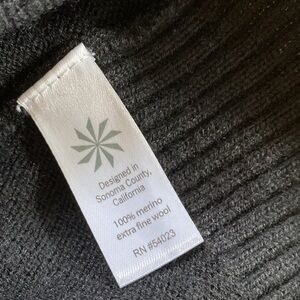 Designed in
Sonoma County,
California
100% merino
extra fine wool
RN #54023